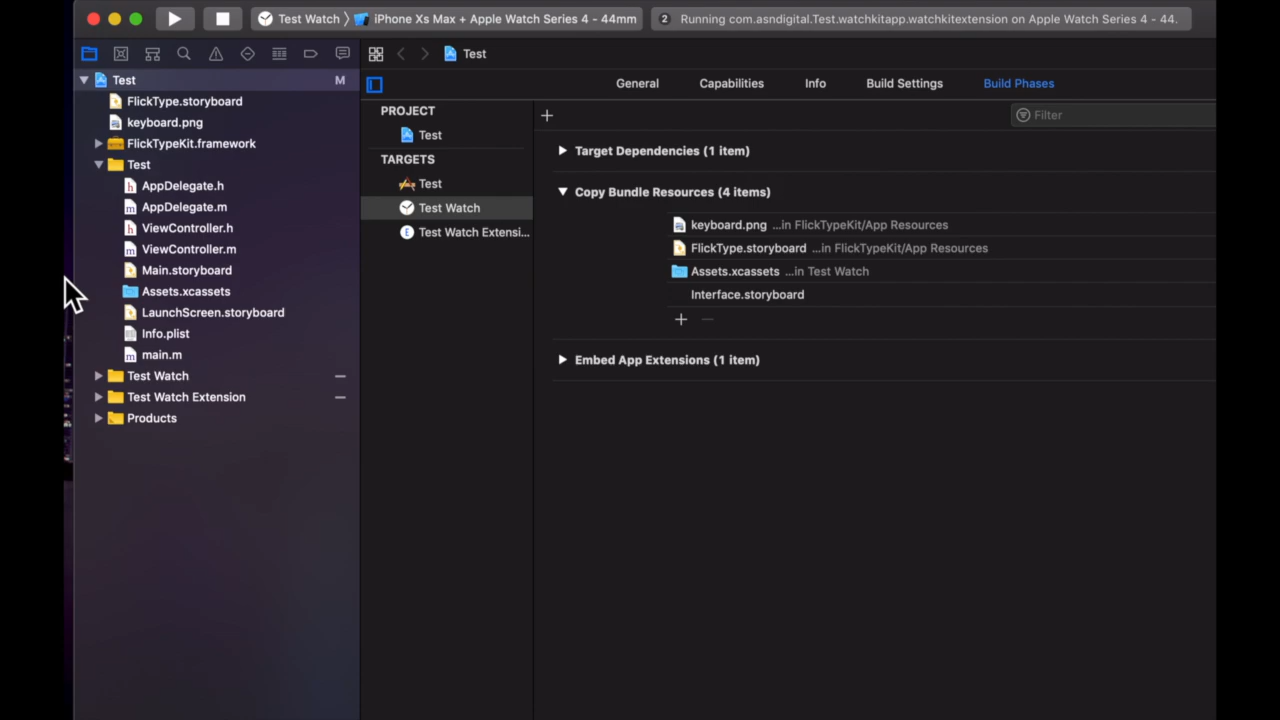 Test Watch 〉 iPhone Xs Max + Apple Watch Series 4 - 44mm
2 Running com.asndigital.Test.watchkitapp.watchkitextension on Apple Watch Series 4 - 44.
Test
General Capabilities Info Build Settings Build Phases
Test M
FlickType.storyboard
keyboard.png
FlickTypeKit.framework
Test
h AppDelegate.h
m AppDelegate.m
h ViewController.h
m ViewController.m
Main.storyboard
Assets.xcassets
LaunchScreen.storyboard
Info.plist
m main.m
Test Watch
Test Watch Extension
Products
PROJECT
Test
TARGETS
Test
Test Watch
E Test Watch Extensi...
+ Filter
Target Dependencies (1 item)
Copy Bundle Resources (4 items)
keyboard.png ...in FlickTypeKit/App Resources
FlickType.storyboard ...in FlickTypeKit/App Resources
Assets.xcassets ...in Test Watch
Interface.storyboard
+ −
Embed App Extensions (1 item)